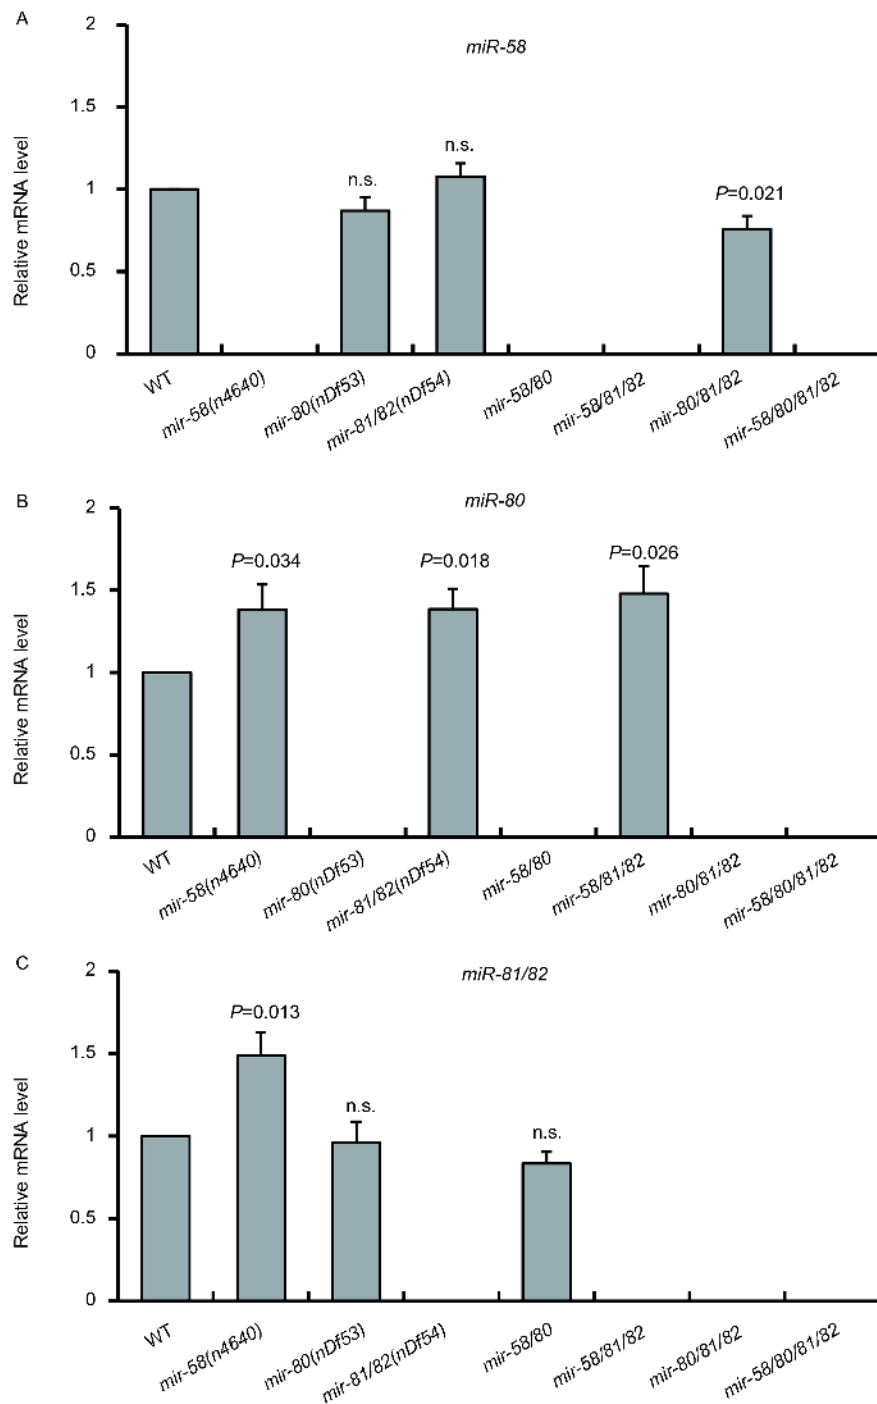 A
miR-58
Relative mRNA level
2
1.5
1
0.5
0
n.s.
n.s.
P=0.021
WT
mir-58(n4640)
mir-80(nDf53)
mir-81/82(nDf54)
mir-58/80
mir-58/81/82
mir-80/81/82
mir-58/80/81/82
B
miR-80
Relative mRNA level
2
1.5
1
0.5
0
P=0.034
P=0.018
P=0.026
WT
mir-58(n4640)
mir-80(nDf53)
mir-81/82(nDf54)
mir-58/80
mir-58/81/82
mir-80/81/82
mir-58/80/81/82
C
miR-81/82
Relative mRNA level
2
1.5
1
0.5
0
P=0.013
n.s.
n.s.
WT
mir-58(n4640)
mir-80(nDf53)
mir-81/82(nDf54)
mir-58/80
mir-58/81/82
mir-80/81/82
mir-58/80/81/82